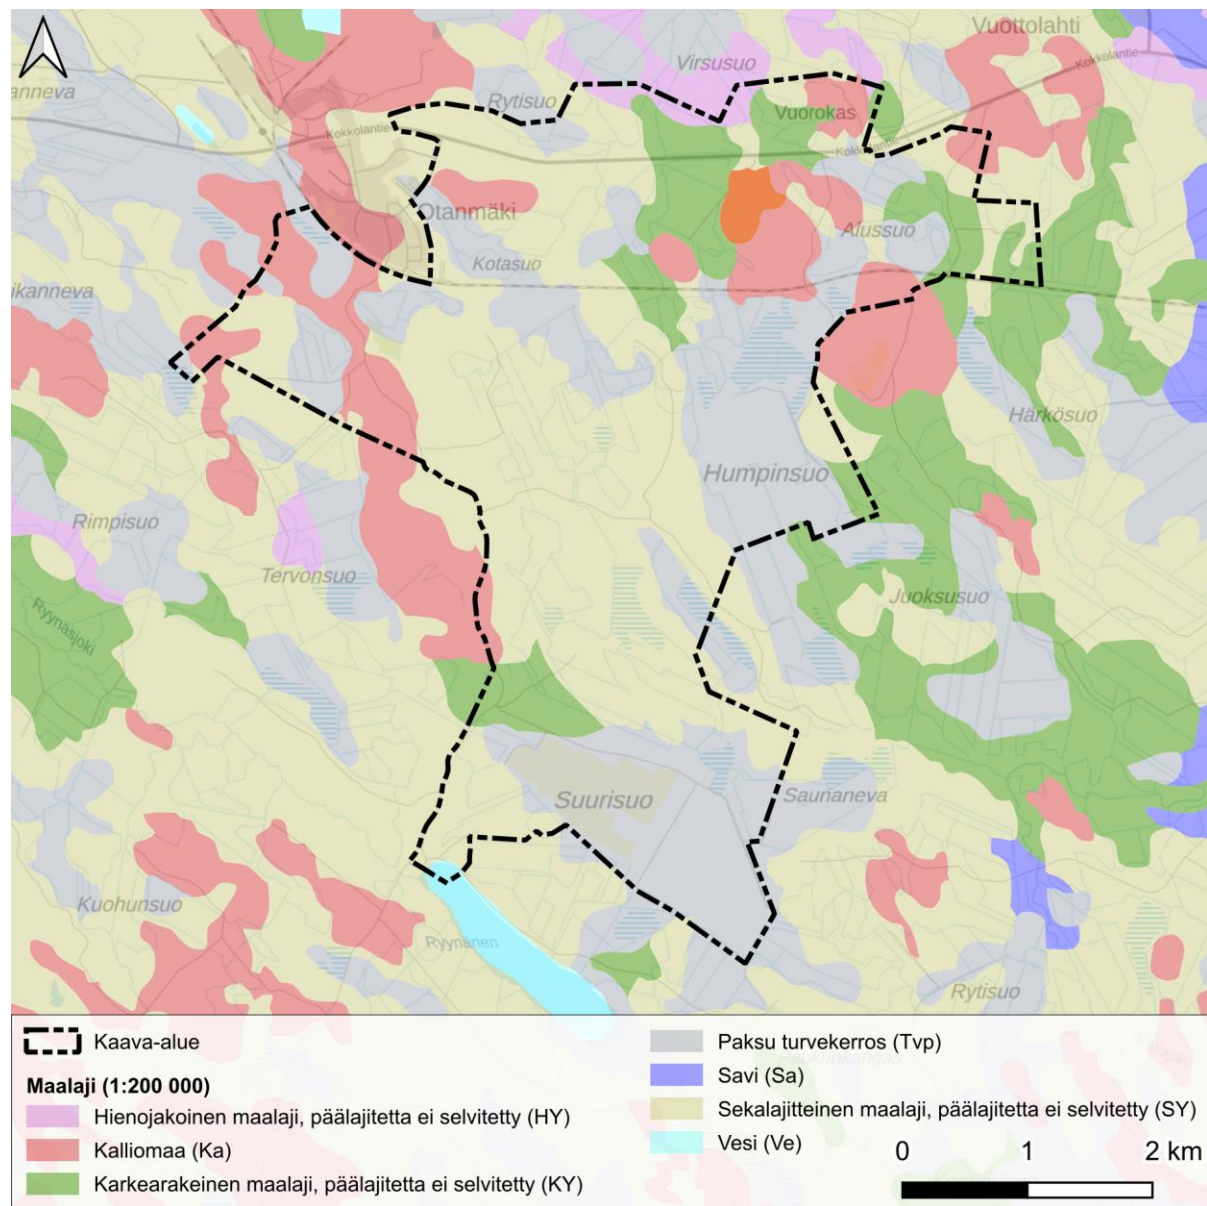 Vuottolahti
Kokkolantie
Virsusuo
anneva
Rytisuo
Vuorokas
Kokkolantie
Otanmäki
Alussuo
Kotasuo
ikanneva
Härkösuo
Humpinsuo
Rimpisuo
Tervonsuo
Juoksusuo
Ryynäsjoki
Suurisuo
Saunaneva
Kuohunsuo
Ryynänen
Rytisuo
Kaava-alue
Maalaji (1:200 000)
Hienojakoinen maalaji, päälajitetta ei selvitetty (HY)
Kalliomaa (Ka)
Karkearakeinen maalaji, päälajitetta ei selvitetty (KY)
Paksu turvekerros (Tvp)
Savi (Sa)
Sekalajitteinen maalaji, päälajitetta ei selvitetty (SY)
Vesi (Ve)
0 1 2 km